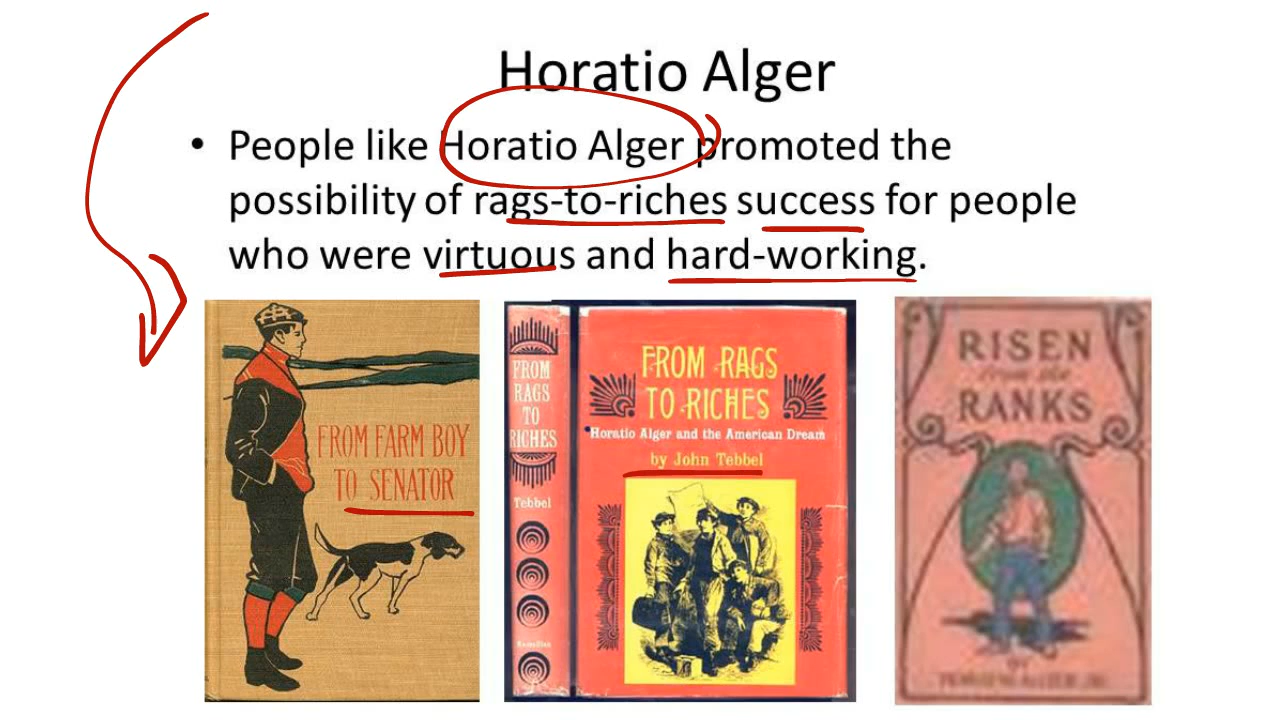 Horatio Alger
• People like Horatio Alger promoted the
possibility of rags-to-riches success for people
who were virtuous and hard-working.
FROM FARM BOY
TO SENATOR
FROM
RAGS
TO
RICHES
Tebbel
FROM RAGS
TO RICHES
Horatio Alger and the American Dream
by John Tebbel
RISEN
from the
RANKS
BY